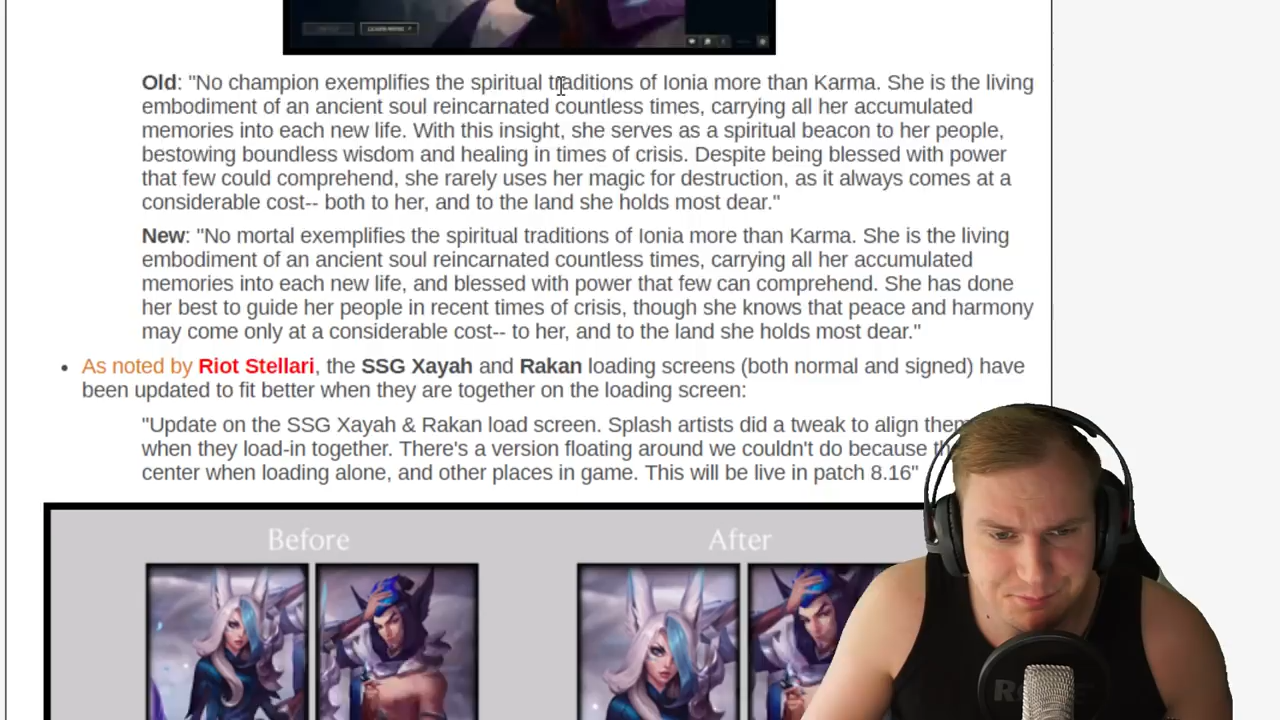 Old: "No champion exemplifies the spiritual traditions of Ionia more than Karma. She is the living
embodiment of an ancient soul reincarnated countless times, carrying all her accumulated
memories into each new life. With this insight, she serves as a spiritual beacon to her people,
bestowing boundless wisdom and healing in times of crisis. Despite being blessed with power
that few could comprehend, she rarely uses her magic for destruction, as it always comes at a
considerable cost-- both to her, and to the land she holds most dear."
New: "No mortal exemplifies the spiritual traditions of Ionia more than Karma. She is the living
embodiment of an ancient soul reincarnated countless times, carrying all her accumulated
memories into each new life, and blessed with power that few can comprehend. She has done
her best to guide her people in recent times of crisis, though she knows that peace and harmony
may come only at a considerable cost-- to her, and to the land she holds most dear."
• As noted by Riot Stellari, the SSG Xayah and Rakan loading screens (both normal and signed) have
been updated to fit better when they are together on the loading screen:
"Update on the SSG Xayah & Rakan load screen. Splash artists did a tweak to align
when they load-in together. There's a version floating around we couldn't do because
center when loading alone, and other places in game. This will be live in patch 8.16"
Before After